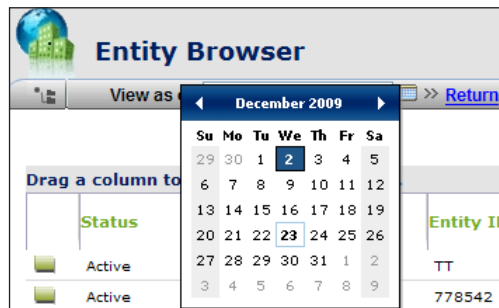 Entity Browser
View as
Return
December 2009
Su Mo Tu We Th Fr Sa
29 30 1 2 3 4 5
Drag a column to
6 7 8 9 10 11 12
13 14 15 16 17 18 19
Status
Entity
20 21 22 23 24 25 26
27 28 29 30 31 1 2
Active
TT
3 4 5 6 7 8 9
Active
778542